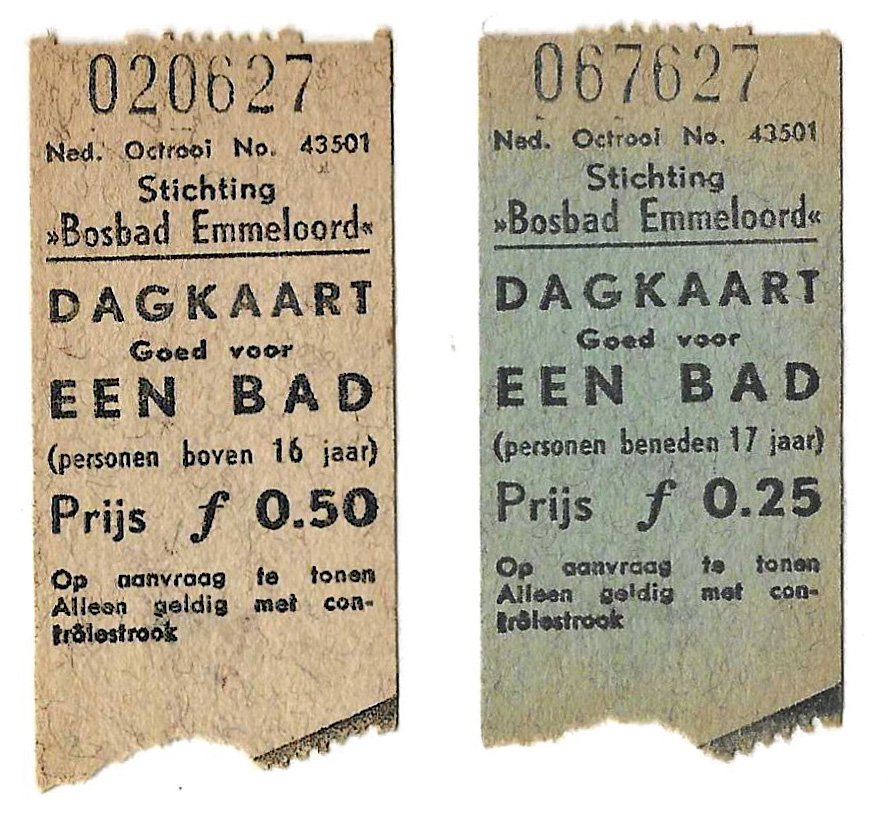 020627
Ned. Octrooi No. 43501
Stichting
»Bosbad Emmeloord«
DAGKAART
Goed voor
EEN BAD
(personen boven 16 jaar)
Prijs f 0.50
Op aanvraag te tonen
Alleen geldig met con-
trôlestrook
067627
Ned. Octrooi No. 43501
Stichting
»Bosbad Emmeloord«
DAGKAART
Goed voor
EEN BAD
(personen beneden 17 jaar)
Prijs f 0.25
Op aanvraag te tonen
Alleen geldig met con-
trôlestrook